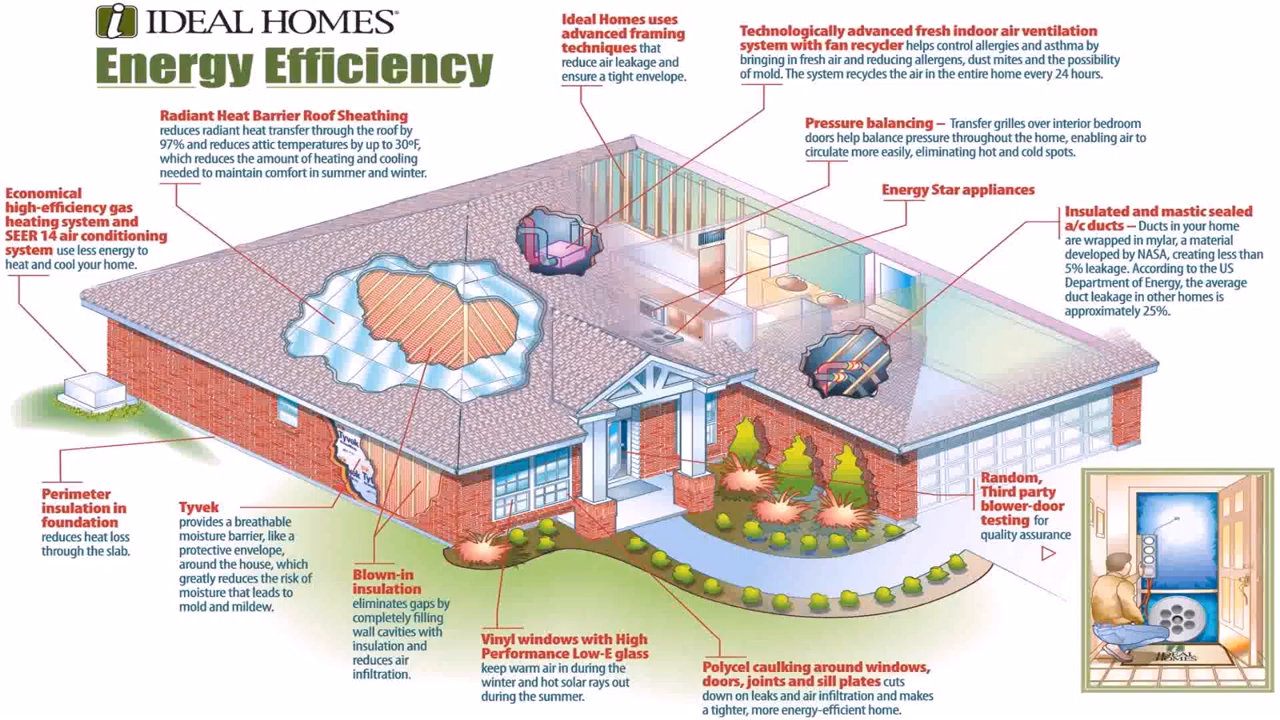 IDEAL HOMES
Energy Efficiency
Ideal Homes uses
advanced framing
techniques that
reduce air leakage and
ensure a tight envelope.
Technologically advanced fresh indoor air ventilation
system with fan recycler helps control allergies and asthma by
bringing in fresh air and reducing allergens, dust mites and the possibility
of mold. The system recycles the air in the entire home every 24 hours.
Radiant Heat Barrier Roof Sheathing
reduces radiant heat transfer through the roof by
97% and reduces attic temperatures by up to 30ºF,
which reduces the amount of heating and cooling
needed to maintain comfort in summer and winter.
Pressure balancing – Transfer grilles over interior bedroom
doors help balance pressure throughout the home, enabling air to
circulate more easily, eliminating hot and cold spots.
Energy Star appliances
Economical
high-efficiency gas
heating system and
SEER 14 air conditioning
system use less energy to
heat and cool your home.
Insulated and mastic sealed
a/c ducts – Ducts in your home
are wrapped in mylar, a material
developed by NASA, creating less than
5% leakage. According to the US
Department of Energy, the average
duct leakage in other homes is
approximately 25%.
Tyvek
Perimeter
insulation in
foundation
reduces heat loss
through the slab.
Tyvek
provides a breathable
moisture barrier, like a
protective envelope,
around the house, which
greatly reduces the risk of
moisture that leads to
mold and mildew.
Blown-in
insulation
eliminates gaps by
completely filling
wall cavities with
insulation and
reduces air
infiltration.
Vinyl windows with High
Performance Low-E glass
keep warm air in during the
winter and hot solar rays out
during the summer.
Polycel caulking around windows,
doors, joints and sill plates cuts
down on leaks and air infiltration and makes
a tighter, more energy-efficient home.
Random,
Third party
blower-door
testing for
quality assurance
IDEAL
HOMES